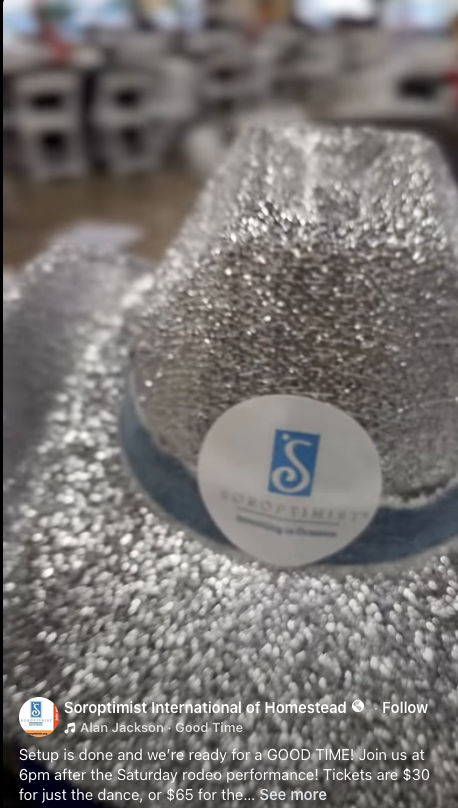 SOROPTIMIST
Soroptimist International of Homestead · Follow
Alan Jackson · Good Time
Setup is done and we're ready for a GOOD TIME! Join us at
6pm after the Saturday rodeo performance! Tickets are $30
for just the dance, or $65 for the... See more